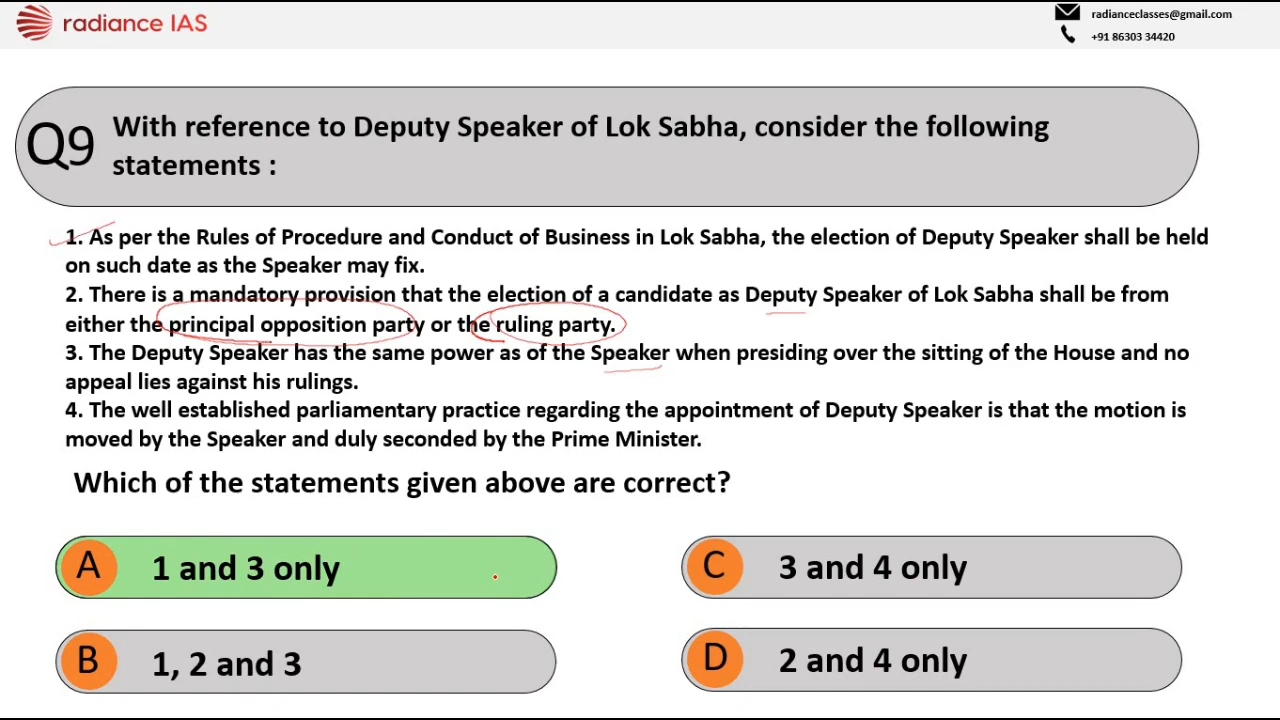 radiance IAS
radianceclasses@gmail.com
+91 86303 34420
Q9
With reference to Deputy Speaker of Lok Sabha, consider the following
statements :
1. As per the Rules of Procedure and Conduct of Business in Lok Sabha, the election of Deputy Speaker shall be held
on such date as the Speaker may fix.
2. There is a mandatory provision that the election of a candidate as Deputy Speaker of Lok Sabha shall be from
either the principal opposition party or the ruling party.
3. The Deputy Speaker has the same power as of the Speaker when presiding over the sitting of the House and no
appeal lies against his rulings.
4. The well established parliamentary practice regarding the appointment of Deputy Speaker is that the motion is
moved by the Speaker and duly seconded by the Prime Minister.
Which of the statements given above are correct?
A 1 and 3 only
B 1, 2 and 3
C 3 and 4 only
D 2 and 4 only